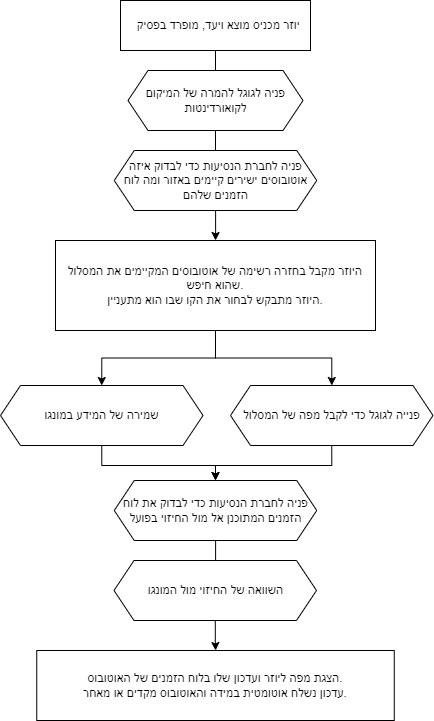 יוזר מכניס מוצא ויעד, מופרד בפסיק
פניה לגוגל להמרה של המיקום
לקואורדינטות
פניה לחברת הנסיעות כדי לבדוק איזה
אוטובוסים ישירים קיימים באזור ומה לוח
הזמנים שלהם
היוזר מקבל בחזרה רשימה של אוטובוסים המקיימים את המסלול
שהוא חיפש.
היוזר מתבקש לבחור את הקו שבו הוא מתעניין.
שמירה של המידע במונגו
פנייה לגוגל כדי לקבל מפה של המסלול
פניה לחברת הנסיעות כדי לבדוק את לוח
הזמנים המתוכנן אל מול החיזוי בפועל
השוואה של החיזוי מול המונגו
הצגת מפה ליוזר ועדכון שלו בלוח הזמנים של האוטובוס.
עדכון נשלח אוטומטית במידה והאוטובוס מקדים או מאחר.